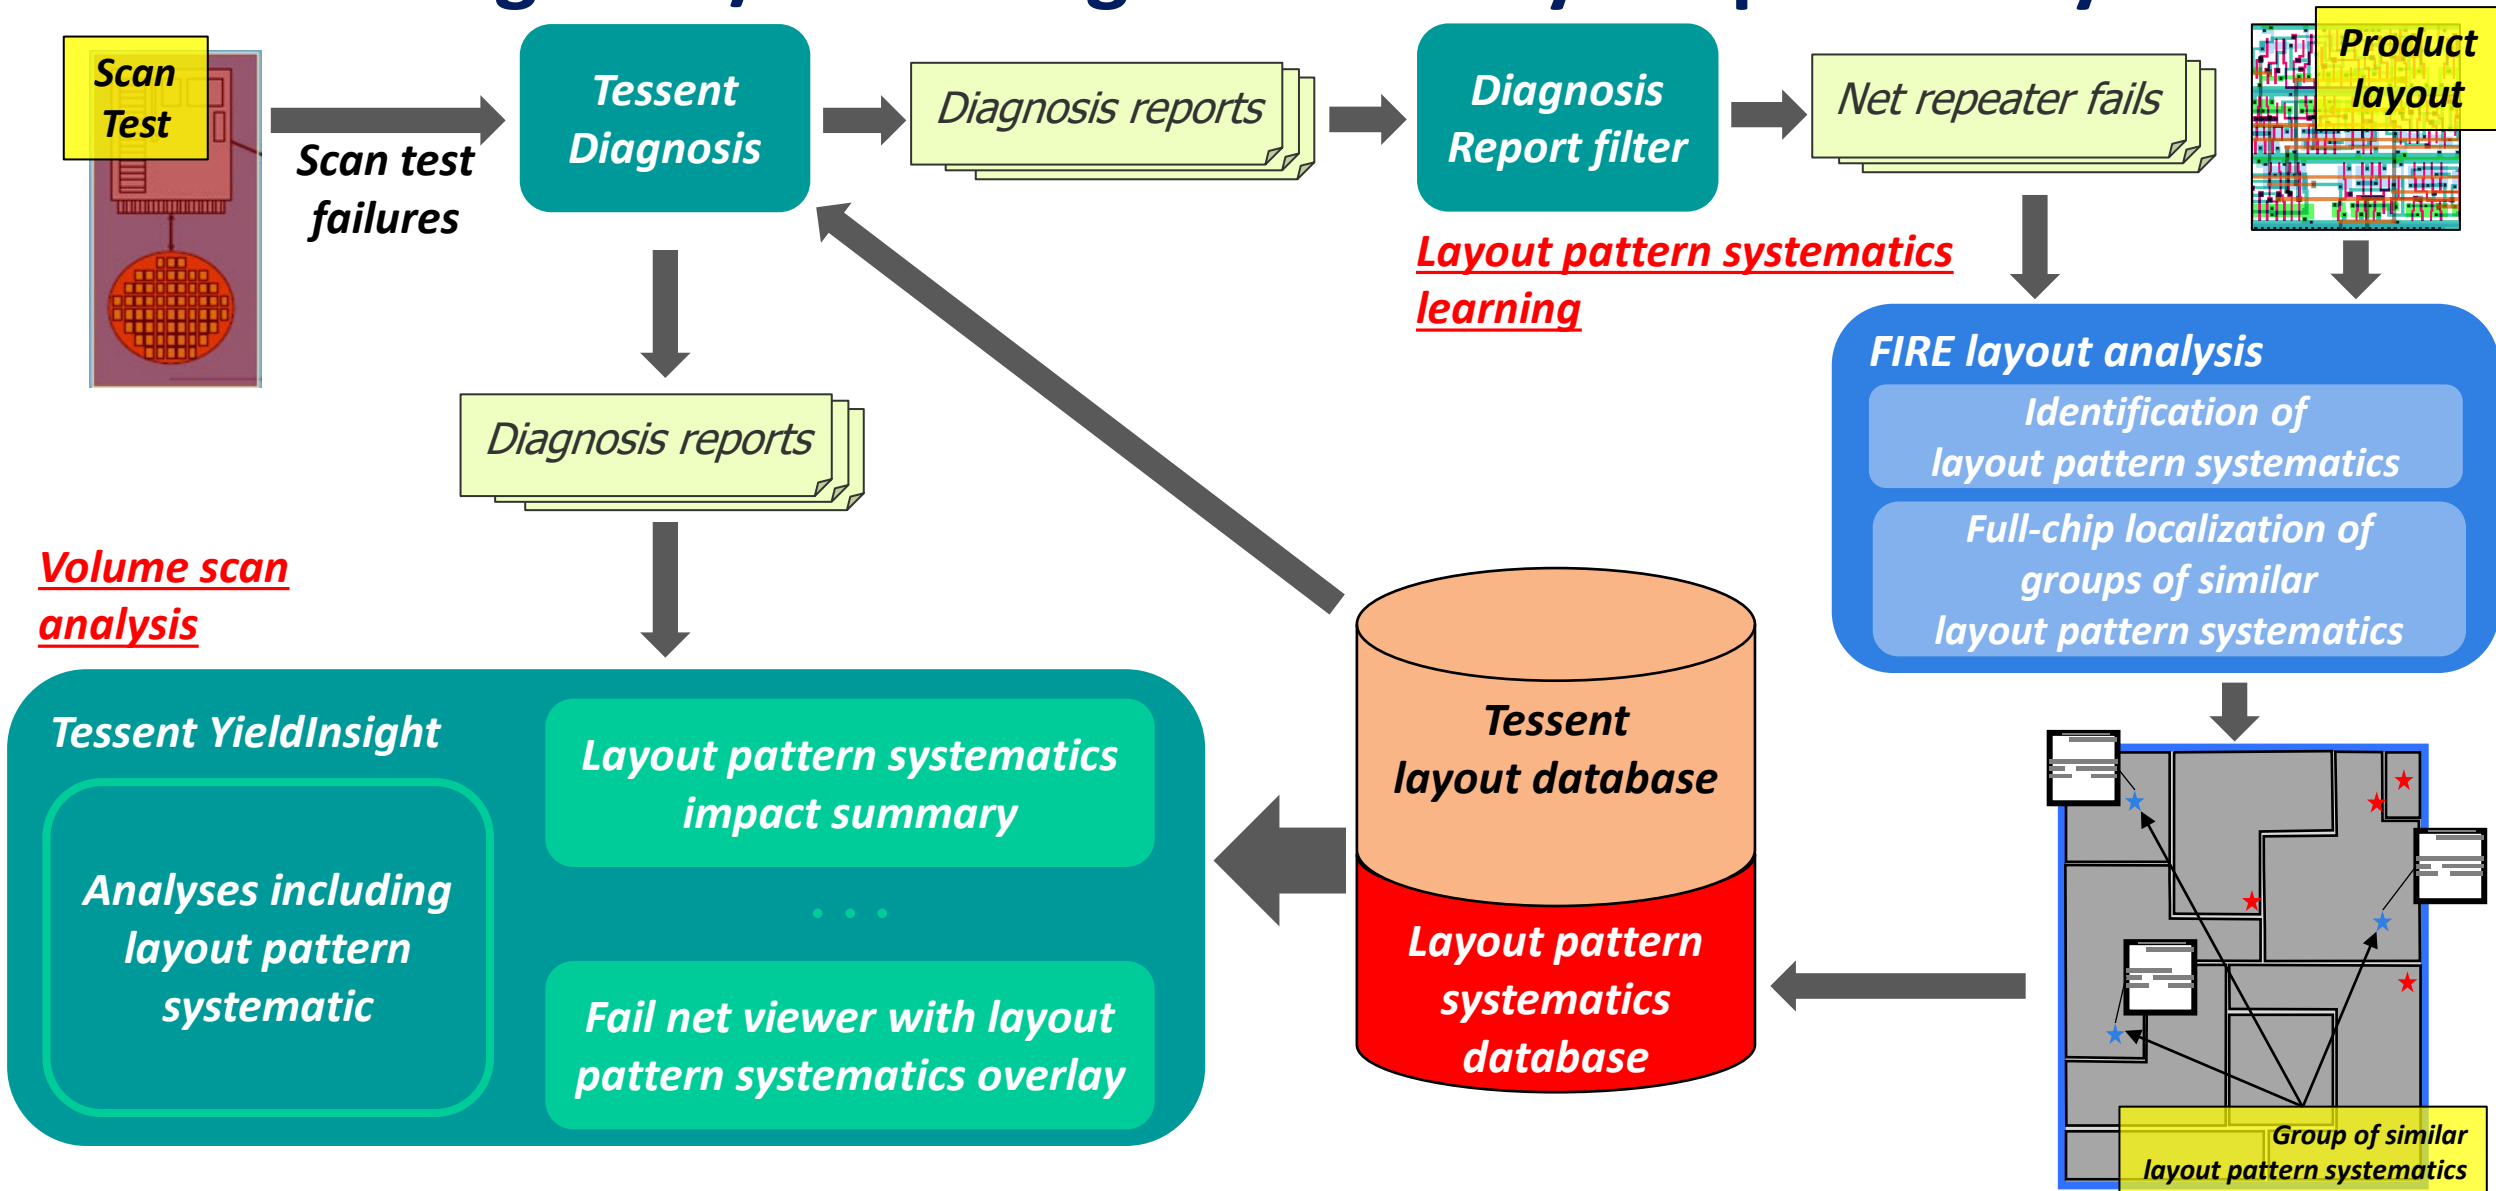 Scan
Test
Scan test
failures
Tessent
Diagnosis
Diagnosis reports
Diagnosis
Report filter
Net repeater fails
Product
layout
Layout pattern systematics
learning
FIRE layout analysis
Identification of
layout pattern systematics
Full-chip localization of
groups of similar
layout pattern systematics
Diagnosis reports
Volume scan
analysis
Tessent YieldInsight
Analyses including
layout pattern
systematic
Layout pattern systematics
impact summary
. . .
Fail net viewer with layout
pattern systematics overlay
Tessent
layout database
Layout pattern
systematics
database
Group of similar
layout pattern systematics